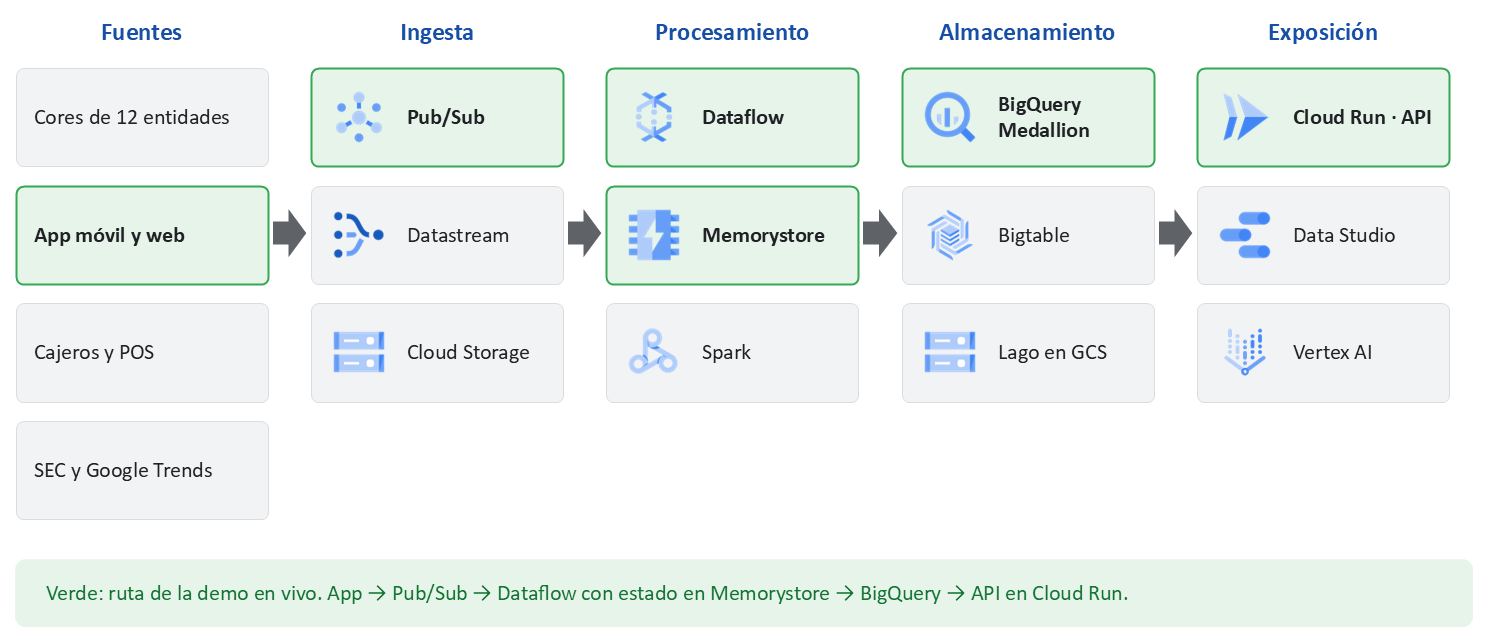 Fuentes
Ingesta
Procesamiento
Almacenamiento
Exposición
Cores de 12 entidades
Pub/Sub
Dataflow
BigQuery
Medallion
Cloud Run · API
App móvil y web
Datastream
Memorystore
Bigtable
Data Studio
Cajeros y POS
Cloud Storage
Spark
Lago en GCS
Vertex AI
SEC y Google Trends
Verde: ruta de la demo en vivo. App → Pub/Sub → Dataflow con estado en Memorystore → BigQuery → API en Cloud Run.